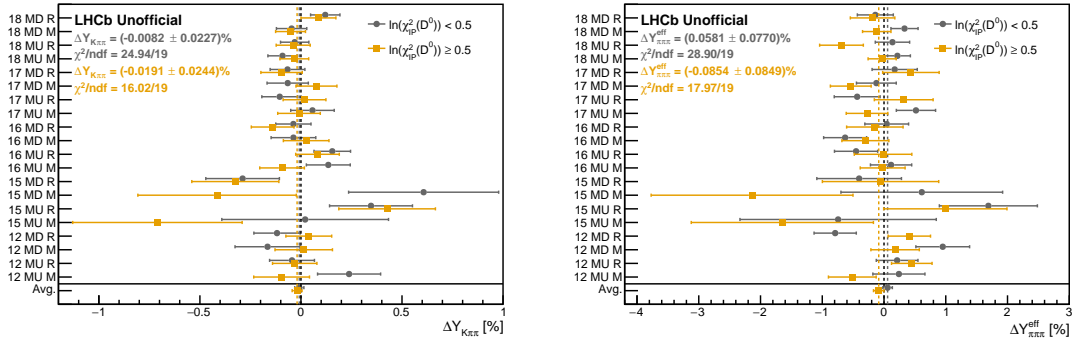 LHCb Unofficial
ΔY_Kππ = (-0.0082 ± 0.0227)%
χ²/ndf = 24.94/19
ΔY_Kππ = (-0.0191 ± 0.0244)%
χ²/ndf = 16.02/19
ln(χ²_IP(D⁰)) < 0.5
ln(χ²_IP(D⁰)) ≥ 0.5
18 MD R
18 MD M
18 MU R
18 MU M
17 MD R
17 MD M
17 MU R
17 MU M
16 MD R
16 MD M
16 MU R
16 MU M
15 MD R
15 MD M
15 MU R
15 MU M
12 MD R
12 MD M
12 MU R
12 MU M
Avg.
−1 −0.5 0 0.5 1
ΔY_Kππ [%]
LHCb Unofficial
ΔY^eff_πππ = (0.0581 ± 0.0770)%
χ²/ndf = 28.90/19
ΔY^eff_πππ = (-0.0854 ± 0.0849)%
χ²/ndf = 17.97/19
ln(χ²_IP(D⁰)) < 0.5
ln(χ²_IP(D⁰)) ≥ 0.5
18 MD R
18 MD M
18 MU R
18 MU M
17 MD R
17 MD M
17 MU R
17 MU M
16 MD R
16 MD M
16 MU R
16 MU M
15 MD R
15 MD M
15 MU R
15 MU M
12 MD R
12 MD M
12 MU R
12 MU M
Avg.
−4 −3 −2 −1 0 1 2 3
ΔY^eff_πππ [%]